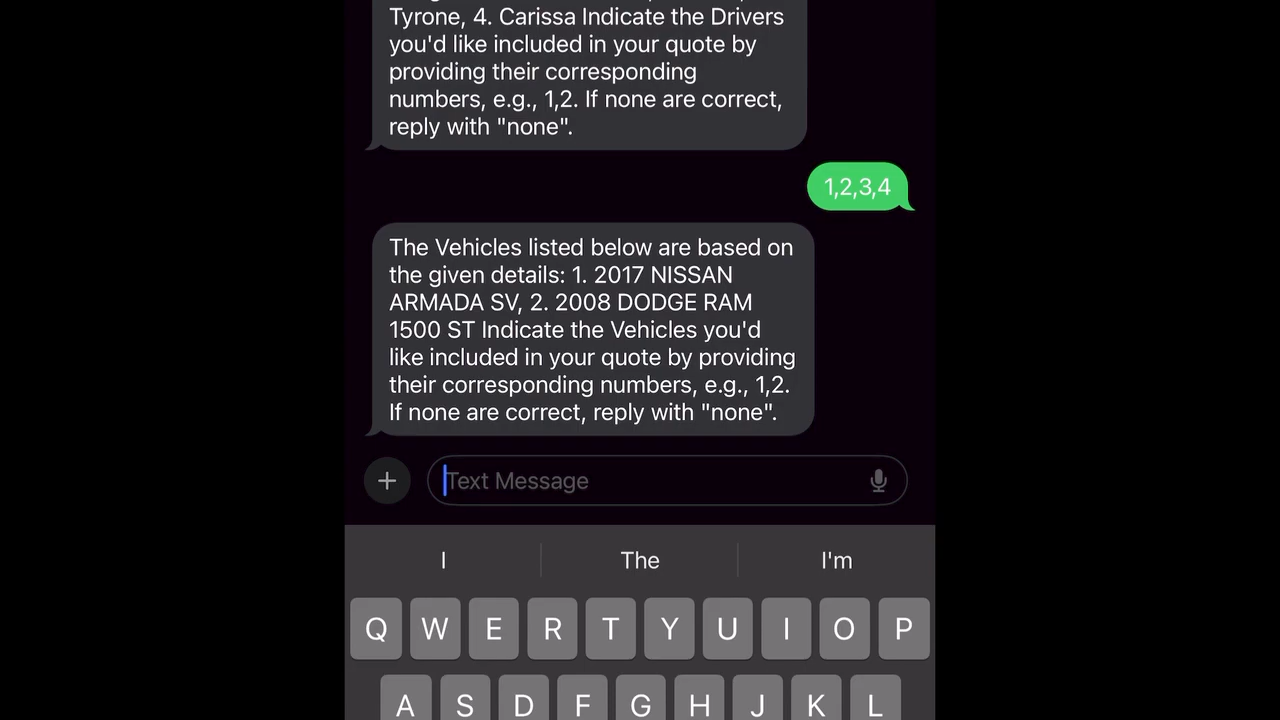 Tyrone, 4. Carissa Indicate the Drivers
you'd like included in your quote by
providing their corresponding
numbers, e.g., 1,2. If none are correct,
reply with "none".
1,2,3,4
The Vehicles listed below are based on
the given details: 1. 2017 NISSAN
ARMADA SV, 2. 2008 DODGE RAM
1500 ST Indicate the Vehicles you'd
like included in your quote by providing
their corresponding numbers, e.g., 1,2.
If none are correct, reply with "none".
Text Message
I The I'm
Q W E R T Y U I O P
A S D F G H J K L